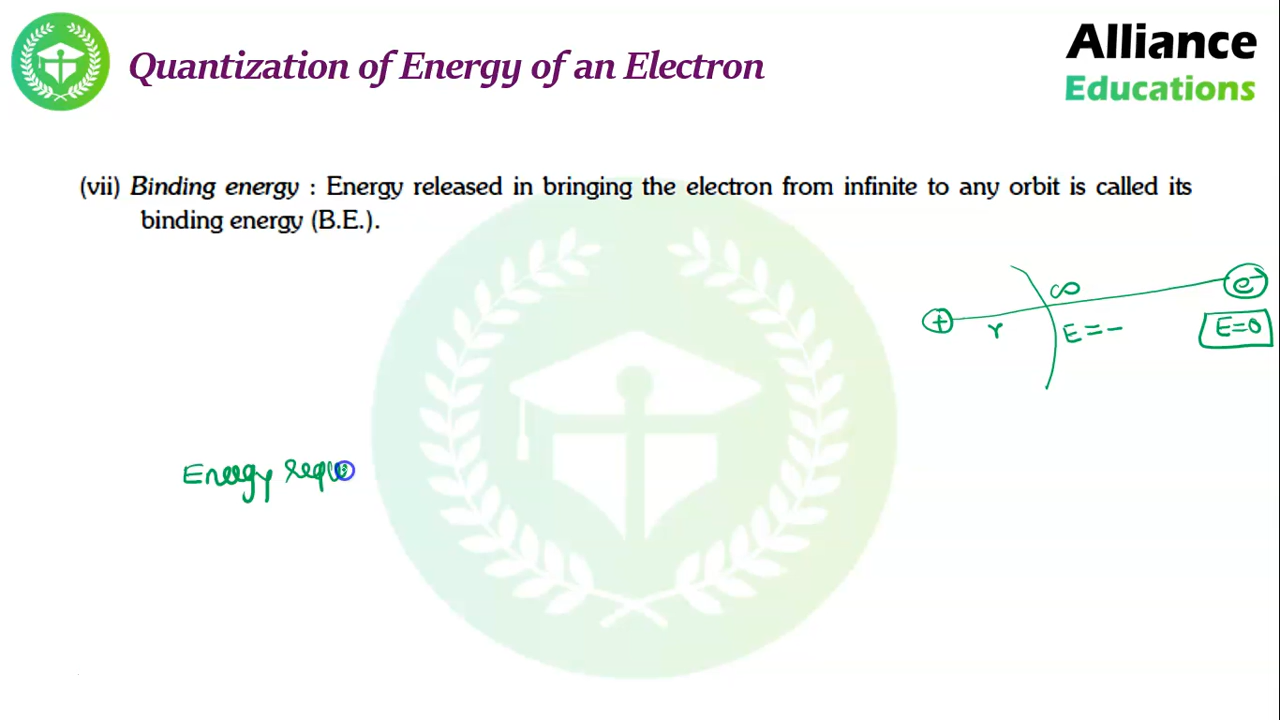 Quantization of Energy of an Electron
Alliance
Educations
(vii) Binding energy : Energy released in bringing the electron from infinite to any orbit is called its
binding energy (B.E.).
∞
e⁻
+
r
E = −
E=0
Energy requ